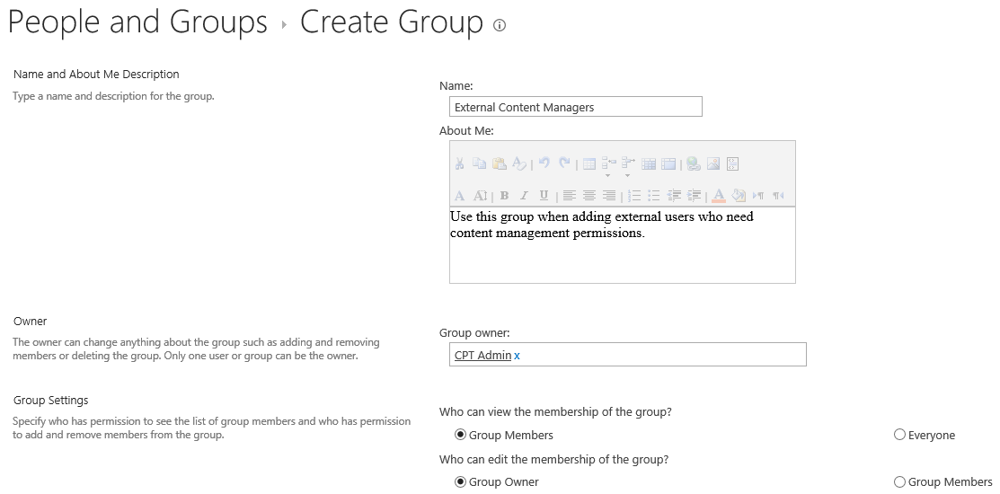 People and Groups ▸ Create Group
Name and About Me Description
Type a name and description for the group.
Name:
External Content Managers
About Me:
Use this group when adding external users who need
content management permissions.
Owner
The owner can change anything about the group such as adding and removing
members or deleting the group. Only one user or group can be the owner.
Group owner:
CPT Admin x
Group Settings
Specify who has permission to see the list of group members and who has permission
to add and remove members from the group.
Who can view the membership of the group?
Group Members
Everyone
Who can edit the membership of the group?
Group Owner
Group Members